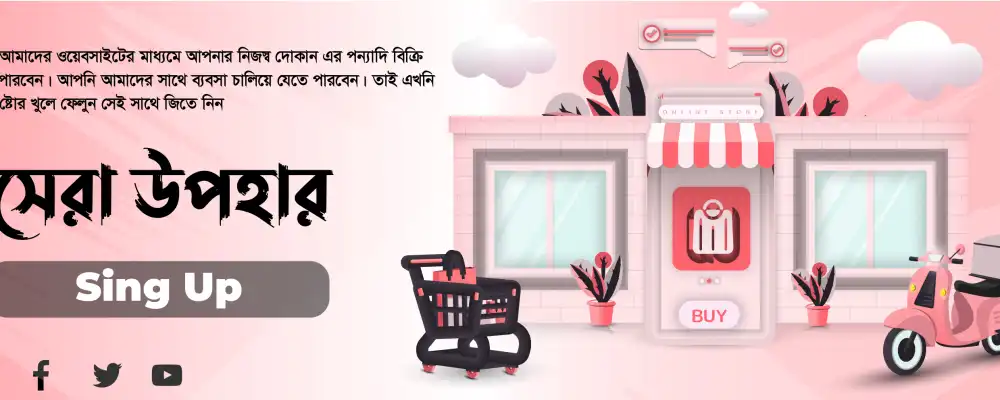 আমাদের ওয়েবসাইটের মাধ্যমে আপনার নিজস্ব দোকান এর পন্যাদি বিক্রি
পারবেন। আপনি আমাদের সাথে ব্যবসা চালিয়ে যেতে পারবেন। তাই এখনি
ষ্টোর খুলে ফেলুন সেই সাথে জিতে নিন
সেরা উপহার
Sing Up
ONLINE STORE
BUY